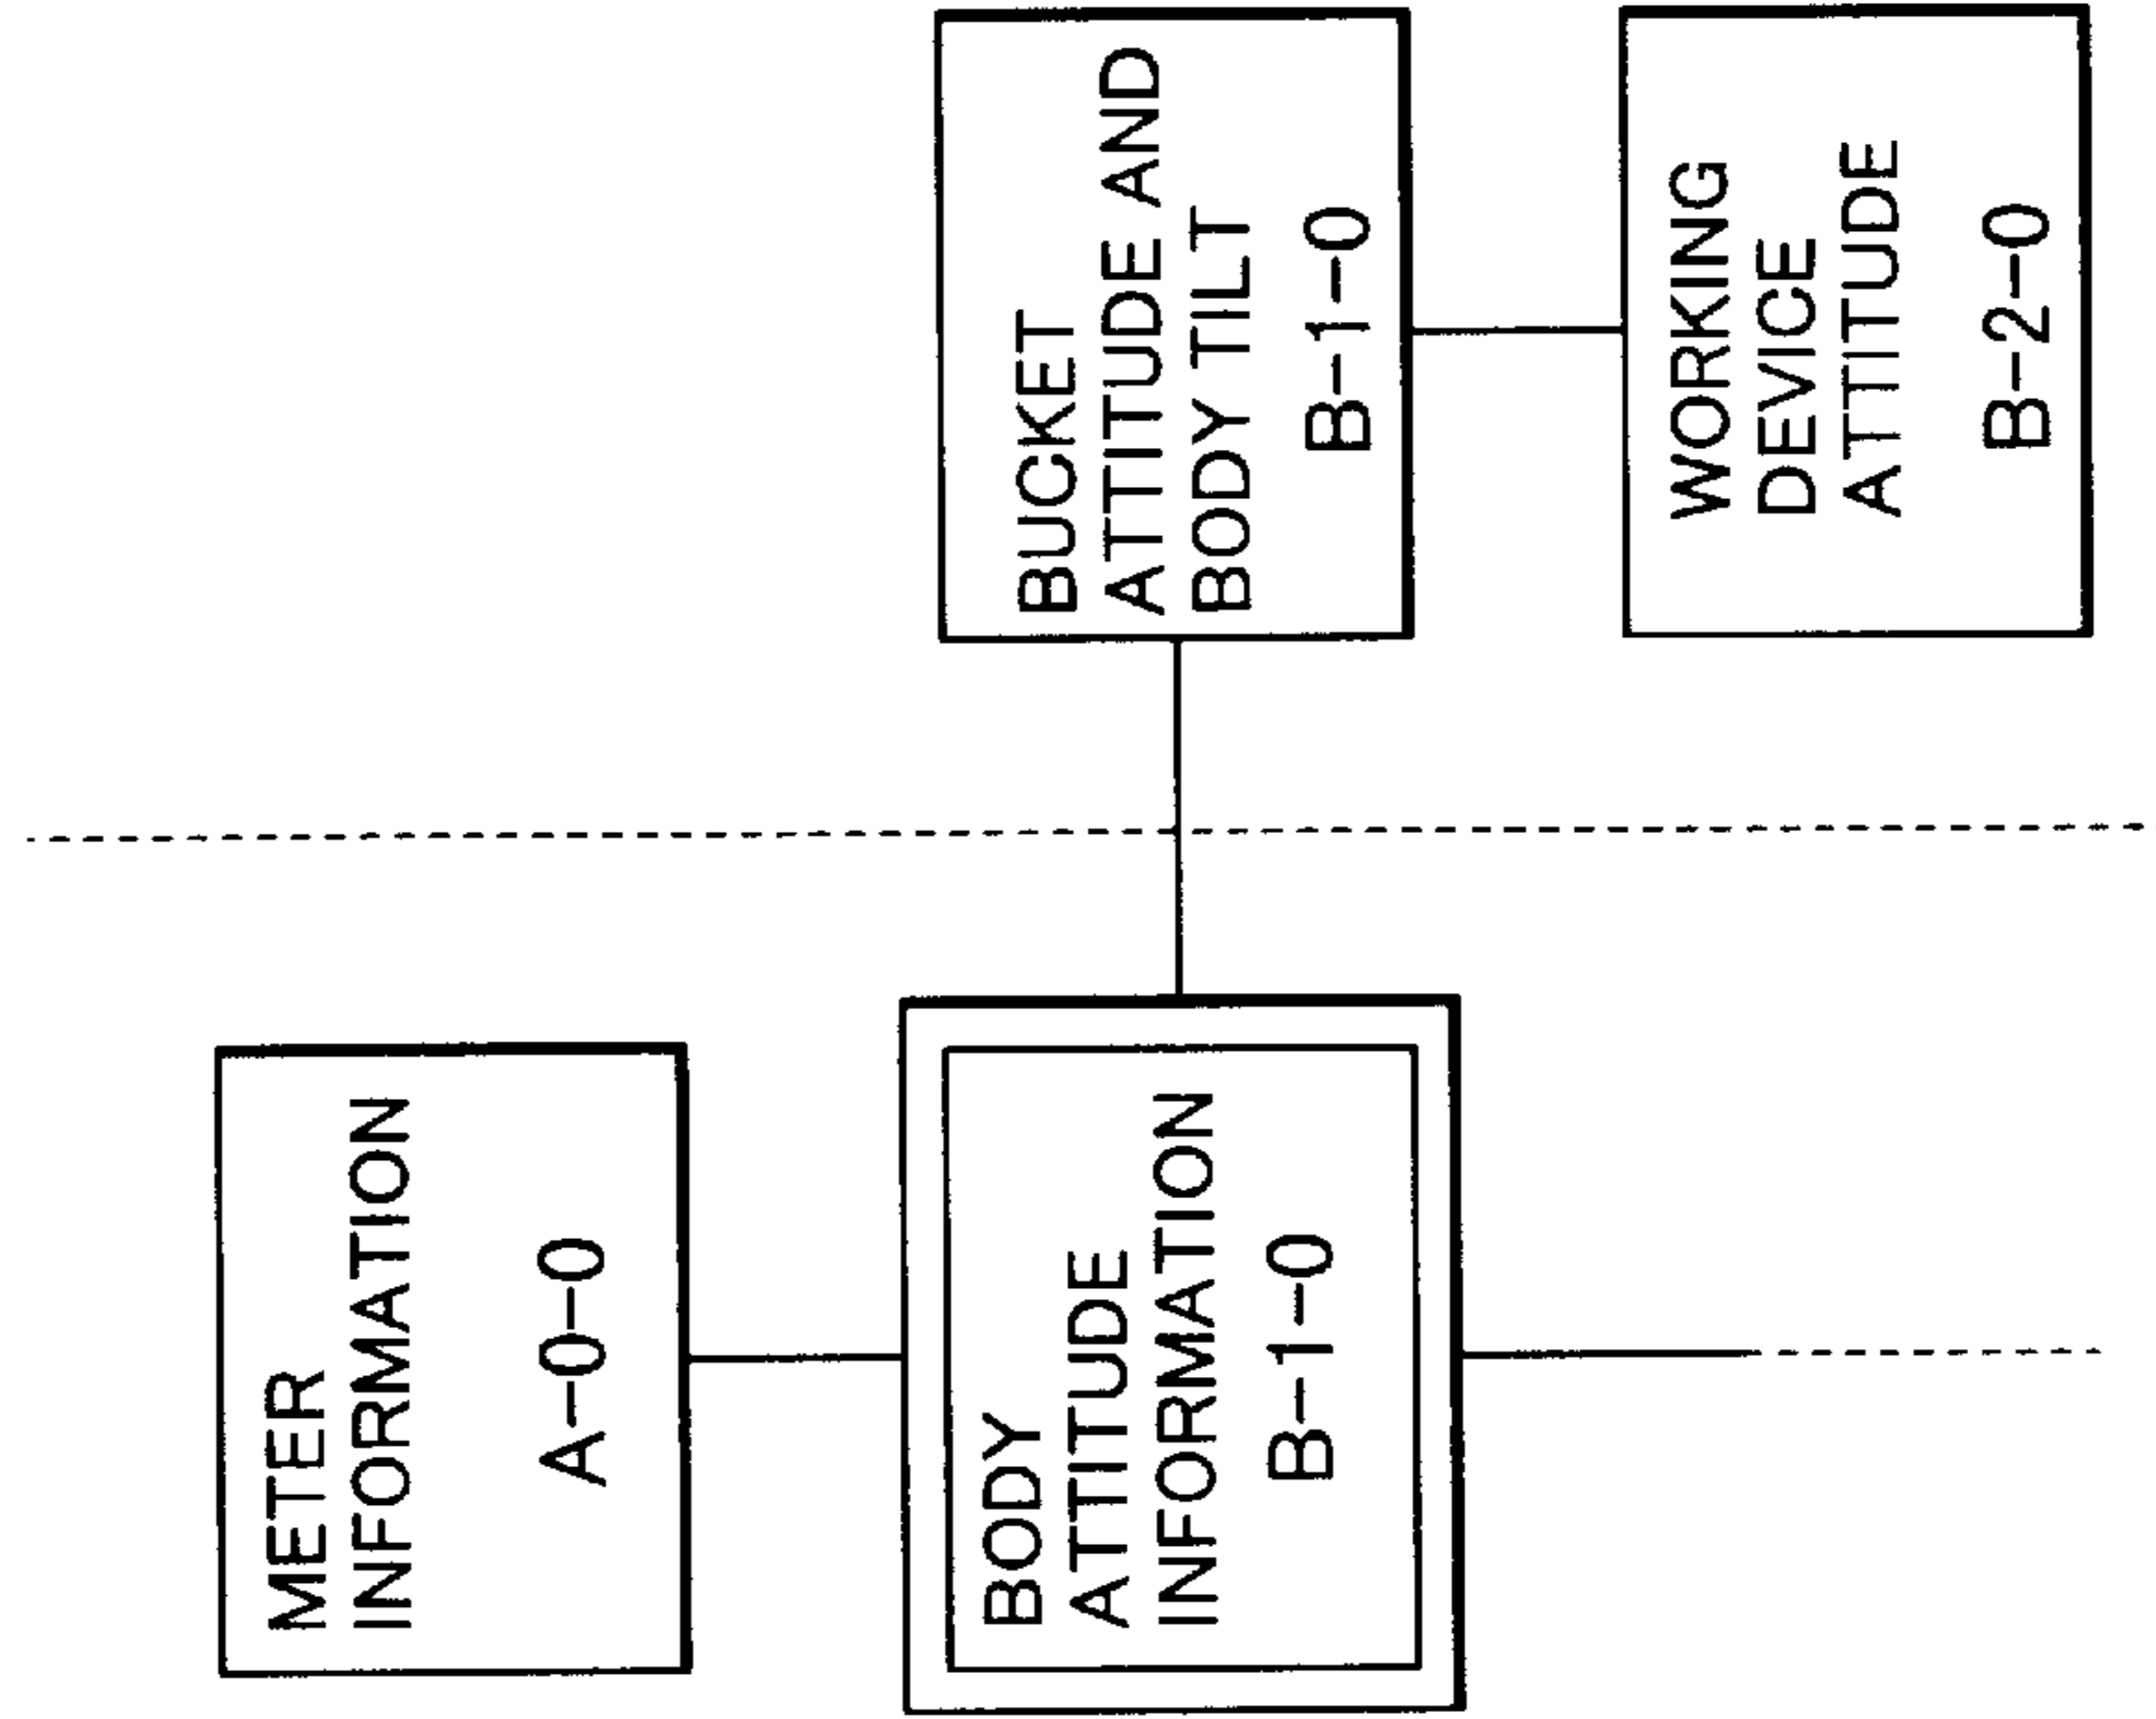 METER
INFORMATION
A-0-0
BODY
ATTITUDE
INFORMATION
B-1-0
BUCKET
ATTITUDE AND
BODY TILT
B-1-0
WORKING
DEVICE
ATTITUDE
B-2-0